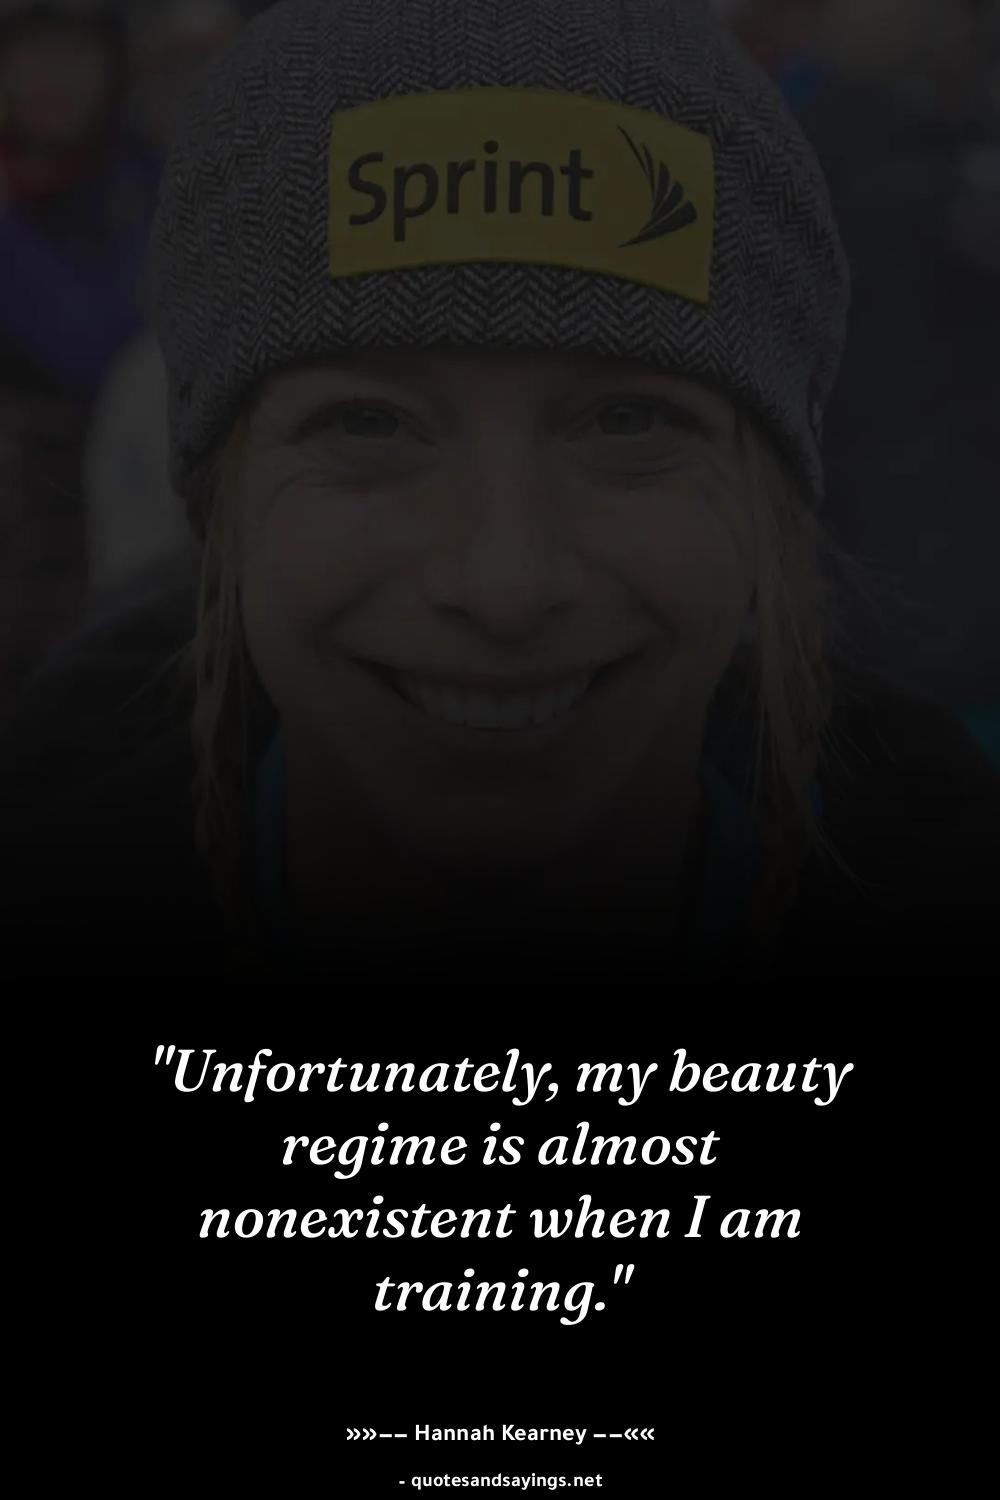 Sprint
"Unfortunately, my beauty
regime is almost
nonexistent when I am
training."
»»–– Hannah Kearney ––««
- quotesandsayings.net